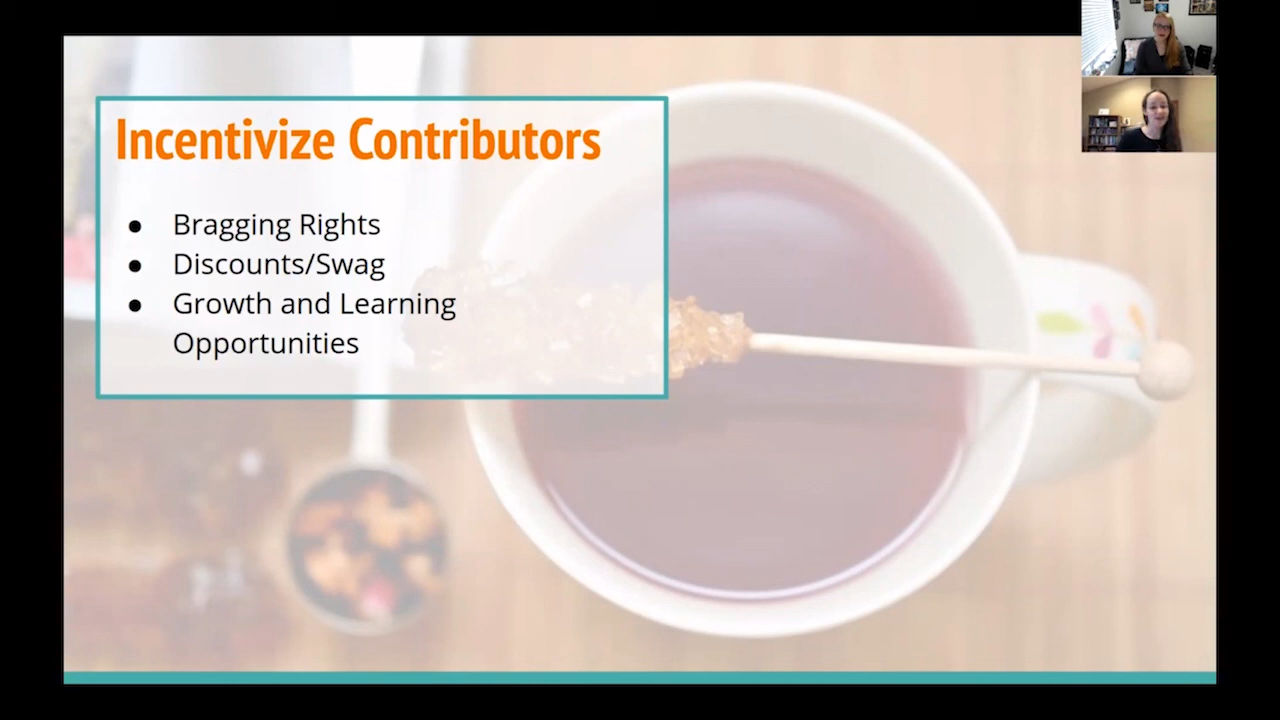 Incentivize Contributors
● Bragging Rights
● Discounts/Swag
● Growth and Learning
Opportunities